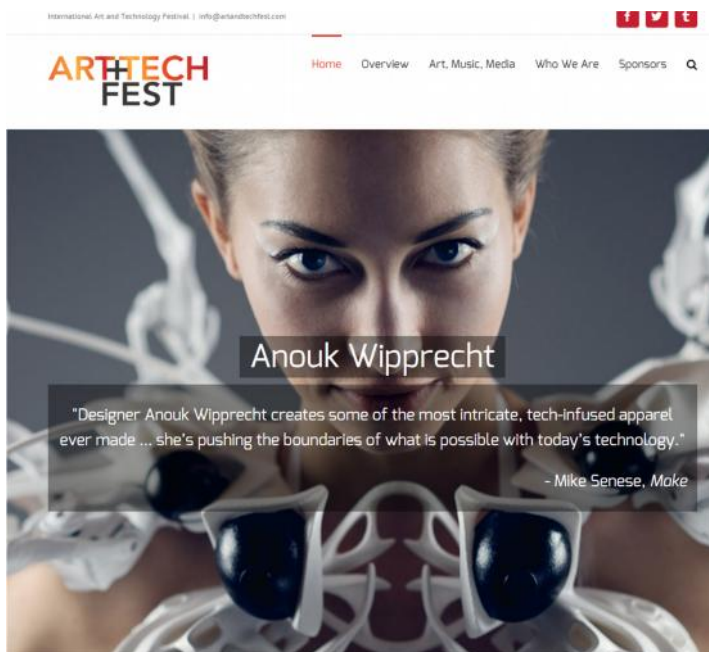 International Art and Technology Festival | info@artandtechfest.com
ART+TECH
FEST
Home Overview Art, Music, Media Who We Are Sponsors
Anouk Wipprecht
"Designer Anouk Wipprecht creates some of the most intricate, tech-infused apparel
ever made ... she's pushing the boundaries of what is possible with today's technology."
- Mike Senese, Make